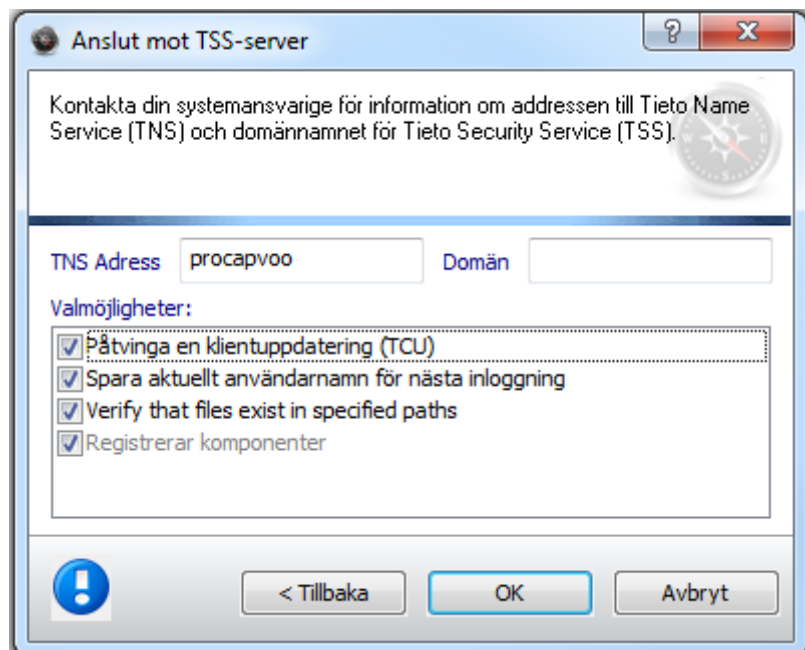 Anslut mot TSS-server
Kontakta din systemansvarige för information om addressen till Tieto Name
Service (TNS) och domännamnet för Tieto Security Service (TSS).
TNS Adress procapvoo Domän
Valmöjligheter:
Påtvinga en klientuppdatering (TCU)
Spara aktuellt användarnamn för nästa inloggning
Verify that files exist in specified paths
Registrerar komponenter
< Tillbaka OK Avbryt